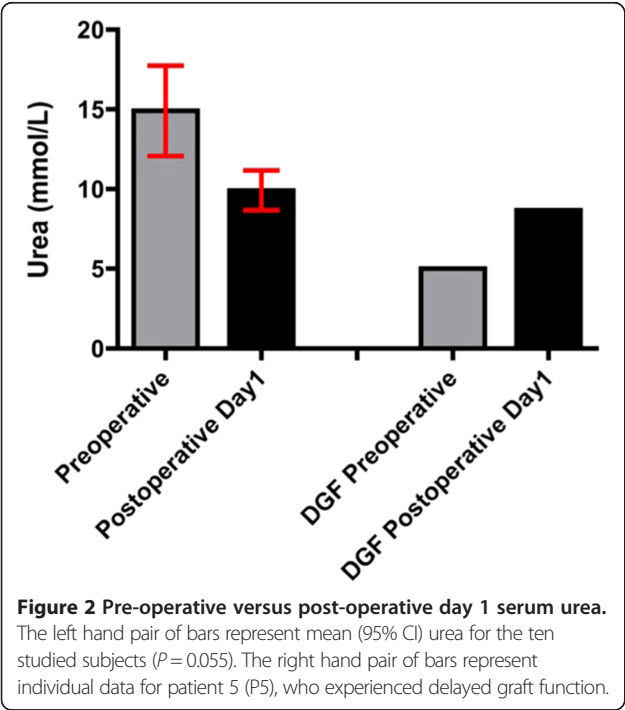 20
15
10
5
0
Urea (mmol/L)
Preoperative
Postoperative Day1
DGF Preoperative
DGF Postoperative Day1
Figure 2 Pre-operative versus post-operative day 1 serum urea.
The left hand pair of bars represent mean (95% CI) urea for the ten
studied subjects (P = 0.055). The right hand pair of bars represent
individual data for patient 5 (P5), who experienced delayed graft function.